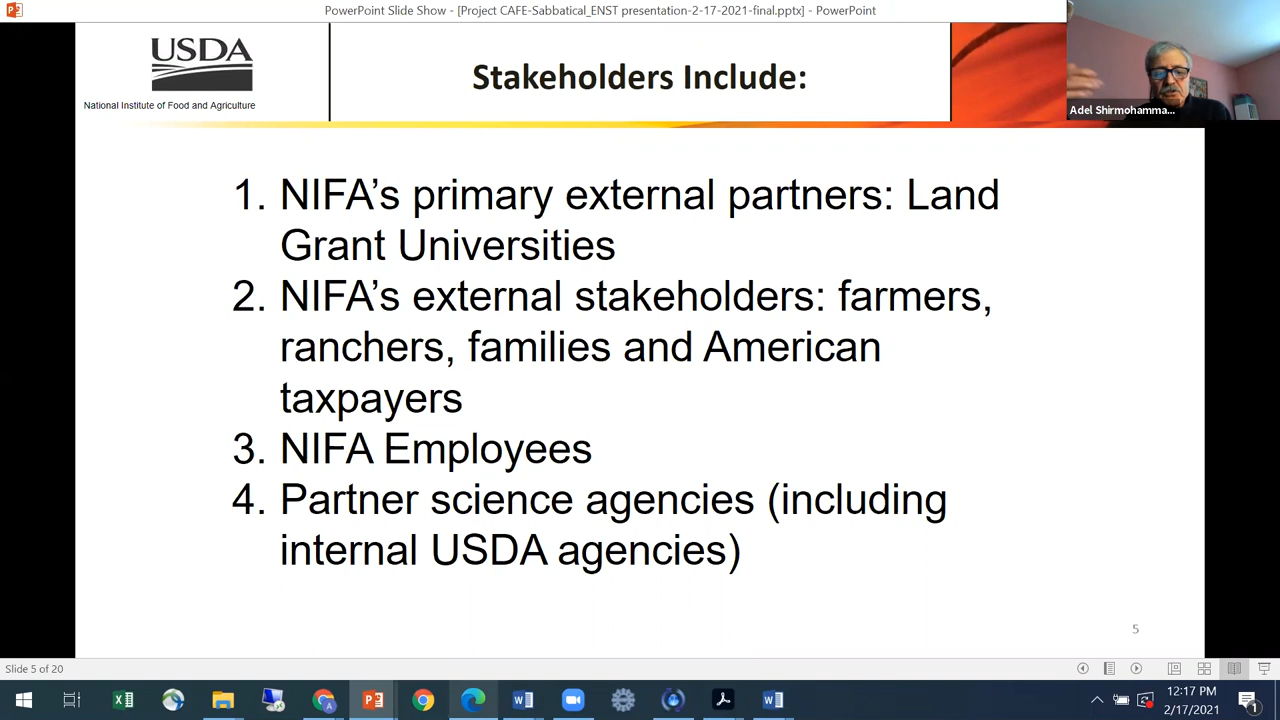 PowerPoint Slide Show - [Project CAFE-Sabbatical_ENST presentation-2-17-2021-final.pptx] - PowerPoint
USDA
National Institute of Food and Agriculture
Stakeholders Include:
Adel Shirmohamma...
1. NIFA’s primary external partners: Land
Grant Universities
2. NIFA’s external stakeholders: farmers,
ranchers, families and American
taxpayers
3. NIFA Employees
4. Partner science agencies (including
internal USDA agencies)
5
Slide 5 of 20
12:17 PM
2/17/2021
1